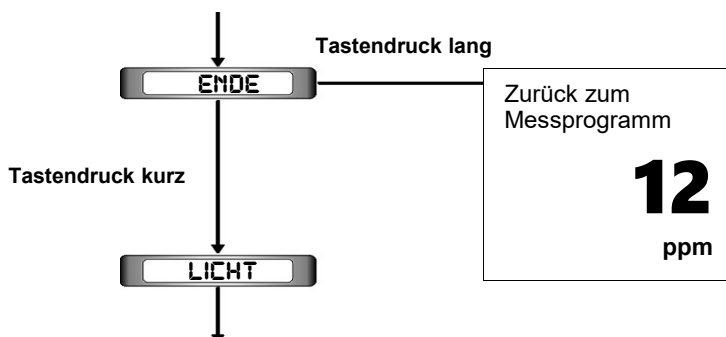 Tastendruck lang
ENDE
Zurück zum
Messprogramm
12
ppm
Tastendruck kurz
LICHT